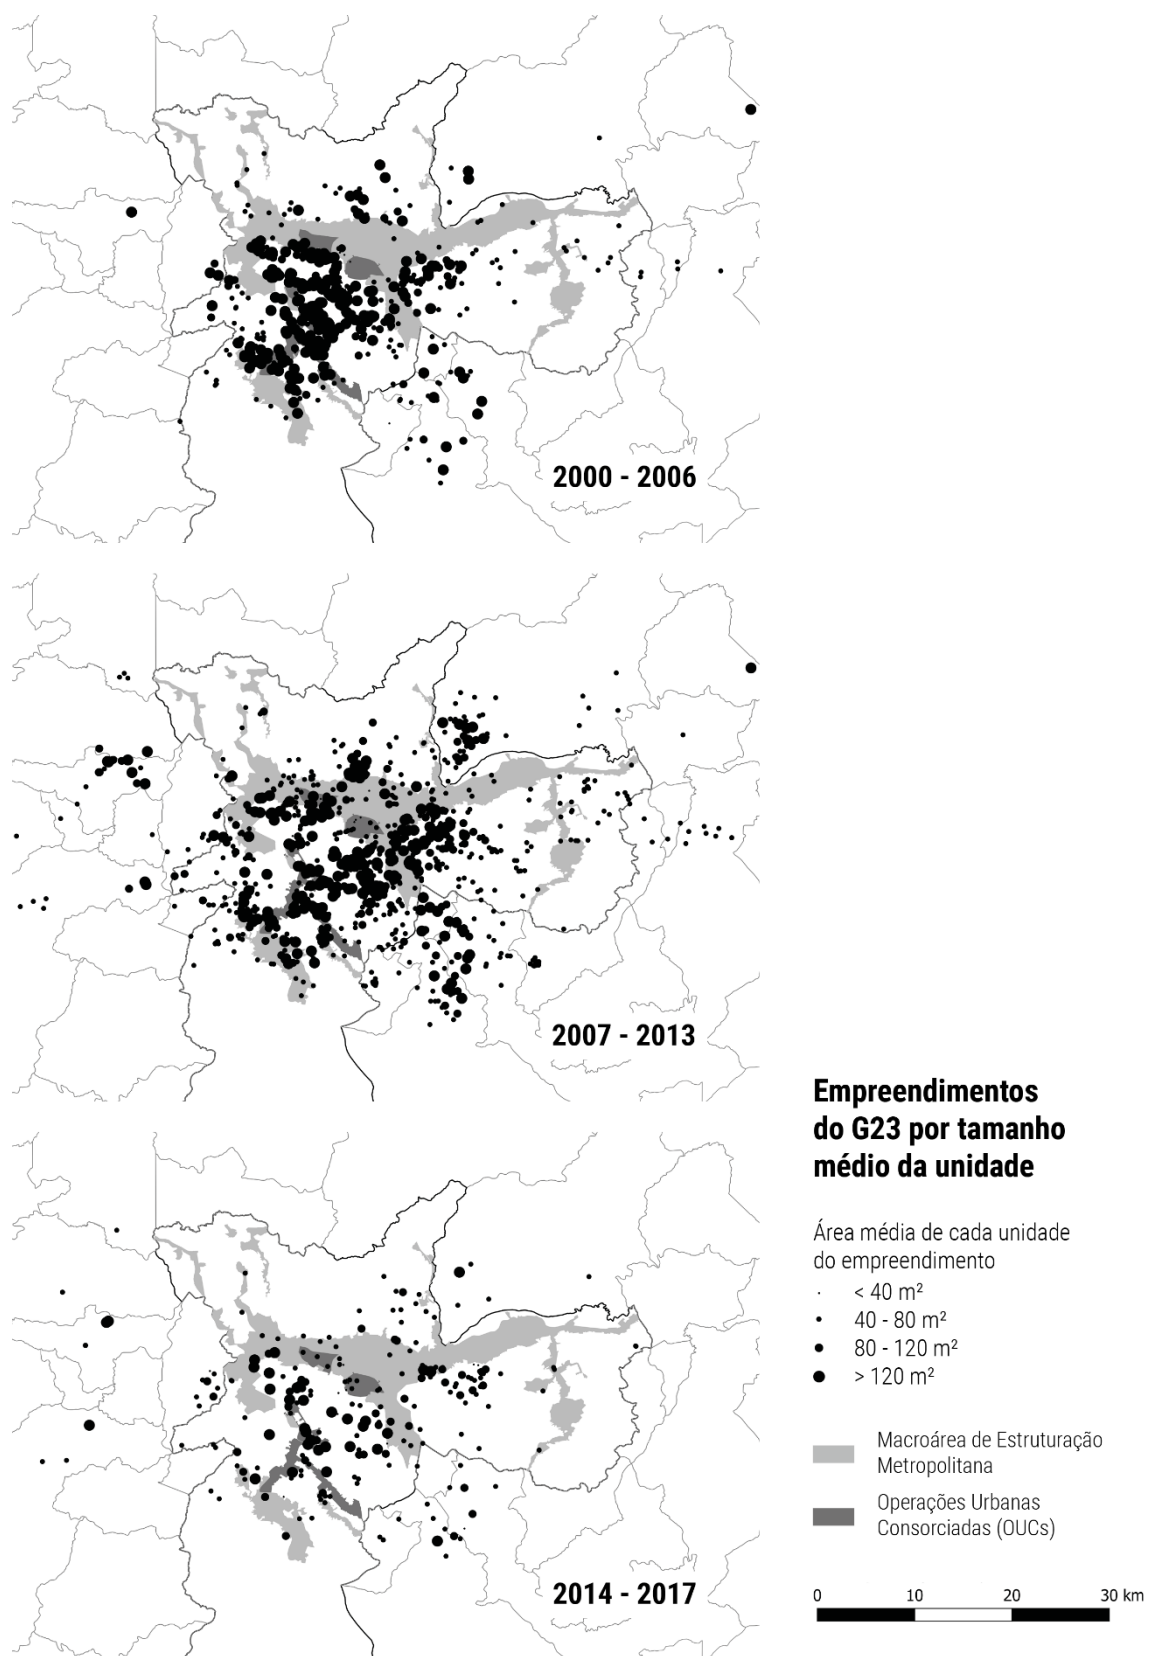 2000 - 2006
2007 - 2013
2014 - 2017
Empreendimentos
do G23 por tamanho
médio da unidade
Área média de cada unidade
do empreendimento
< 40 m²
40 - 80 m²
80 - 120 m²
> 120 m²
Macroárea de Estruturação
Metropolitana
Operações Urbanas
Consorciadas (OUCs)
0 10 20 30 km